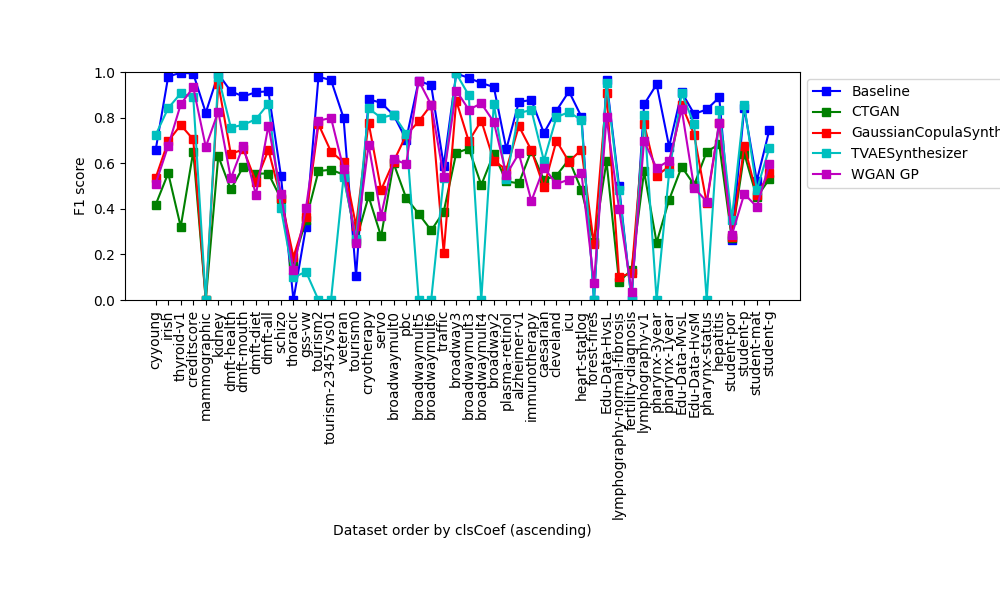 1.0
0.8
0.6
0.4
0.2
0.0
F1 score
Baseline
CTGAN
GaussianCopulaSynth
TVAESynthesizer
WGAN GP
cyyoung
irish
thyroid-v1
creditscore
mammographic
kidney
dmft-health
dmft-mouth
dmft-diet
dmft-all
schizo
thoracic
gss-vw
tourism2
tourism-23457vs01
veteran
tourism0
cryotherapy
servo
broadwaymult0
pbc
broadwaymult5
broadwaymult6
traffic
broadway3
broadwaymult3
broadwaymult4
broadway2
plasma-retinol
alzheimer-v1
immunotherapy
caesarian
cleveland
icu
heart-statlog
forest-fires
Edu-Data-HvsL
lymphography-normal-fibrosis
fertility-diagnosis
lymphography-v1
pharynx-3year
pharynx-1year
Edu-Data-MvsL
Edu-Data-HvsM
pharynx-status
hepatitis
student-por
student-p
student-mat
student-g
Dataset order by clsCoef (ascending)